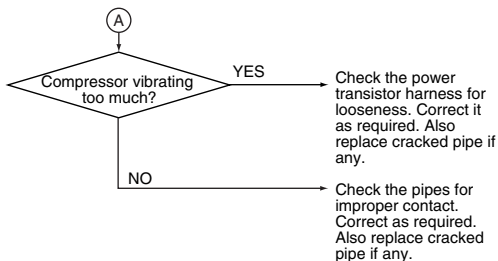 A
Compressor vibrating
too much?
YES
Check the power
transistor harness for
looseness. Correct it
as required. Also
replace cracked pipe if
any.
NO
Check the pipes for
improper contact.
Correct as required.
Also replace cracked
pipe if any.